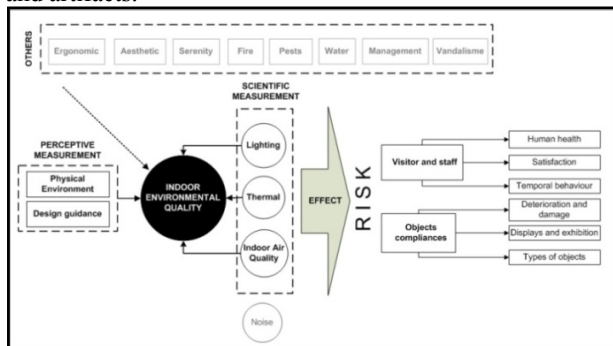 and artifacts.
OTHERS
Ergonomic
Aesthetic
Serenity
Fire
Pests
Water
Management
Vandalisme
SCIENTIFIC
MEASUREMENT
PERCEPTIVE
MEASUREMENT
Physical
Environment
Design guidance
INDOOR
ENVIRONMENTAL
QUALITY
Lighting
Thermal
Indoor Air
Quality
Noise
EFFECT
RISK
Visitor and staff
Human health
Satisfaction
Temporal behaviour
Objects
compliances
Deterioration and
damage
Displays and exhibition
Types of objects